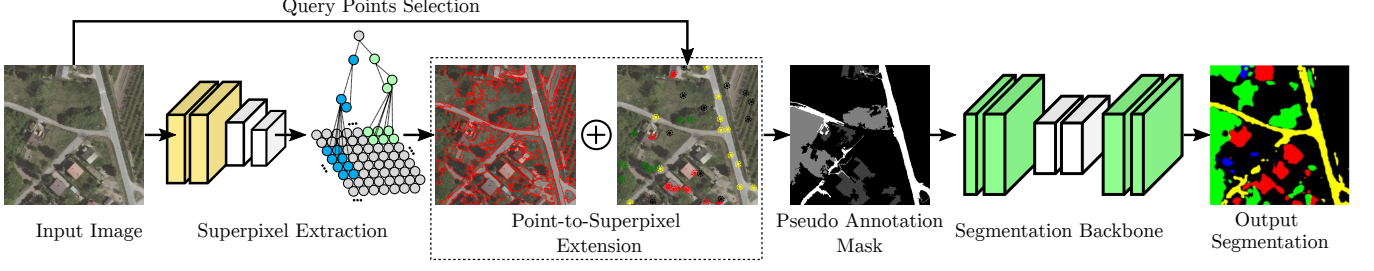 Query Points Selection
Input Image
Superpixel Extraction
Point-to-Superpixel
Extension
Pseudo Annotation
Mask
Segmentation Backbone
Output
Segmentation